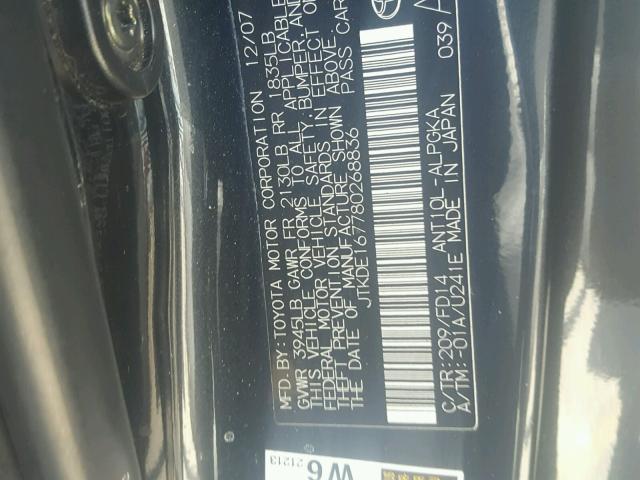 MFD. BY: TOYOTA MOTOR CORPORATION 12/07
GVWR 3945LB GAWR FR 2130LB RR 1835LB
THIS VEHICLE CONFORMS TO ALL APPLICABLE
FEDERAL MOTOR VEHICLE SAFETY, BUMPER, AND
THEFT PREVENTION STANDARDS IN EFFECT ON
THE DATE OF MANUFACTURE SHOWN ABOVE.
JTKDE167780268836 PASS CAR
C/TR: 209/FD14 ANT10L-ALPGKA 039
A/TM: -01A/U241E MADE IN JAPAN
W6
21213